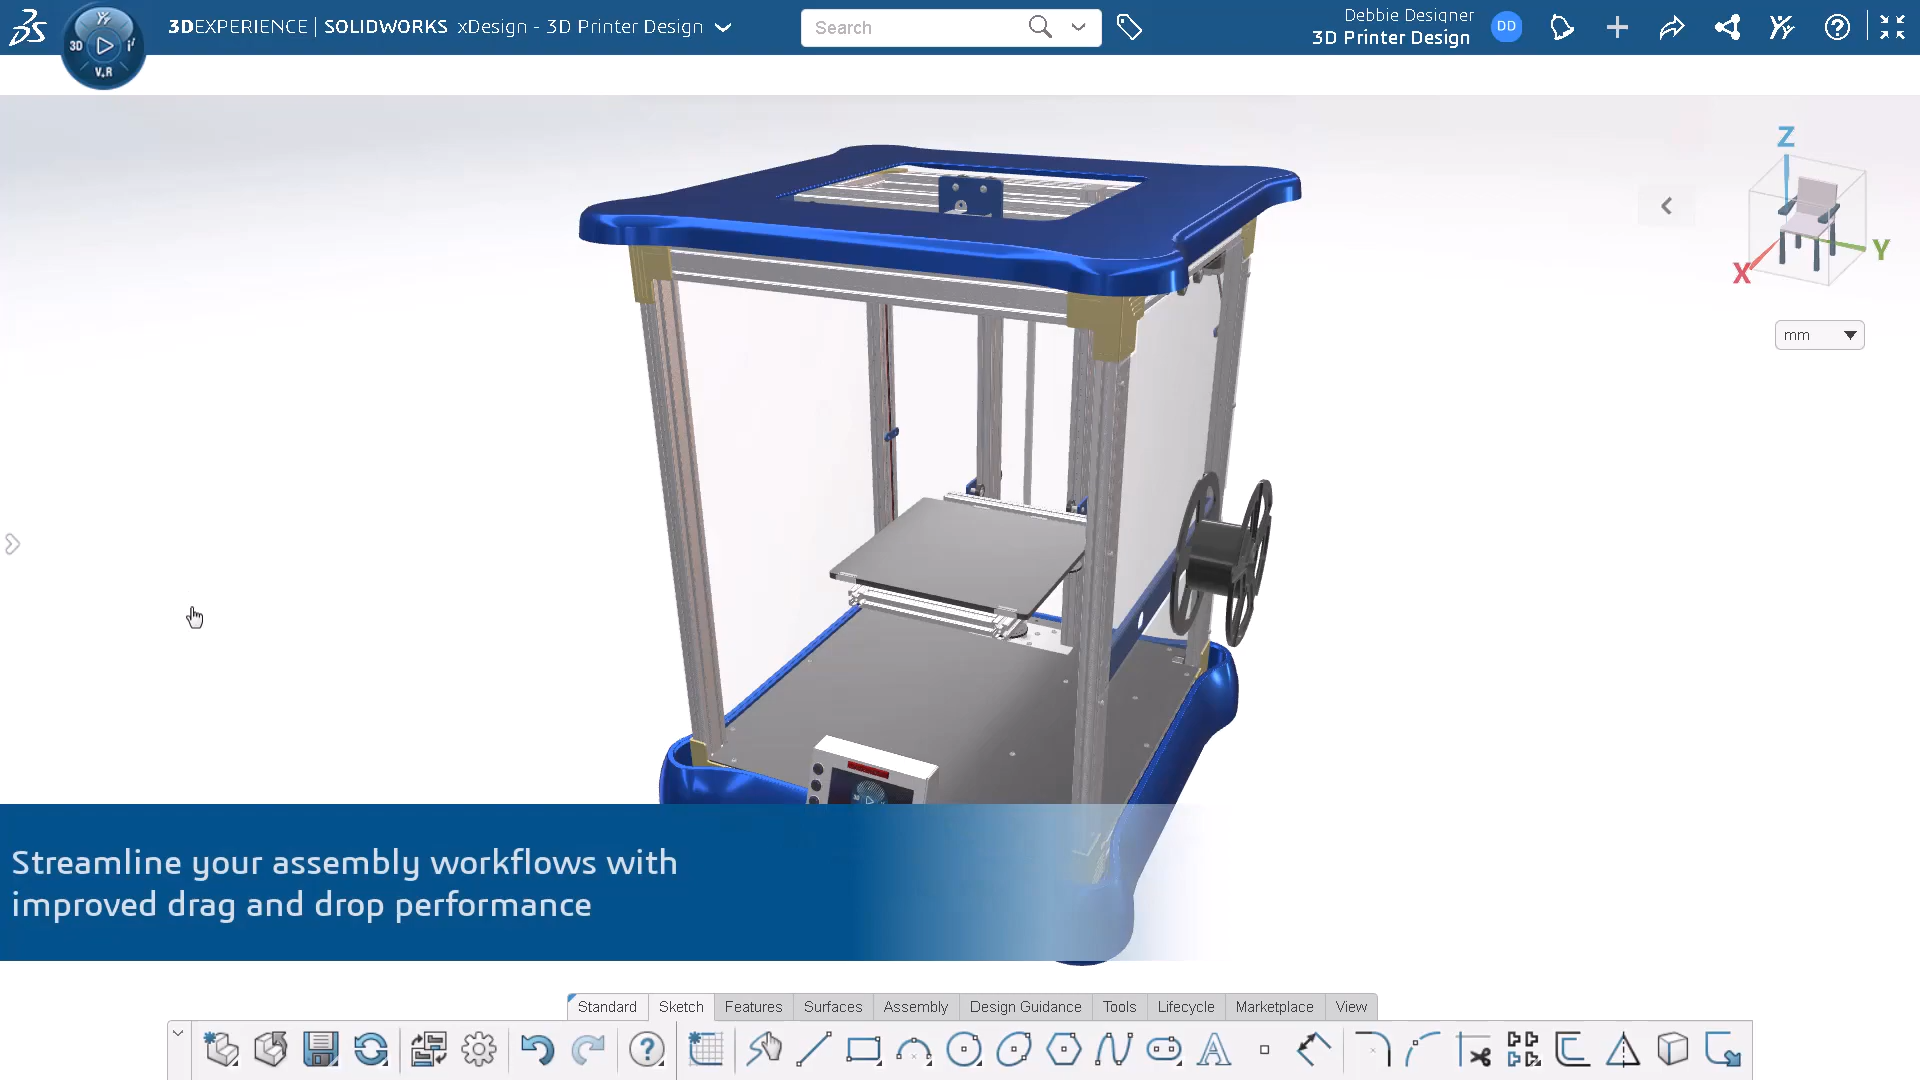 3DEXPERIENCE | SOLIDWORKS xDesign - 3D Printer Design
Search
Debbie Designer
3D Printer Design
DD
3D
V.R
Z
Y
X
mm
Streamline your assembly workflows with
improved drag and drop performance
Standard Sketch Features Surfaces Assembly Design Guidance Tools Lifecycle Marketplace View